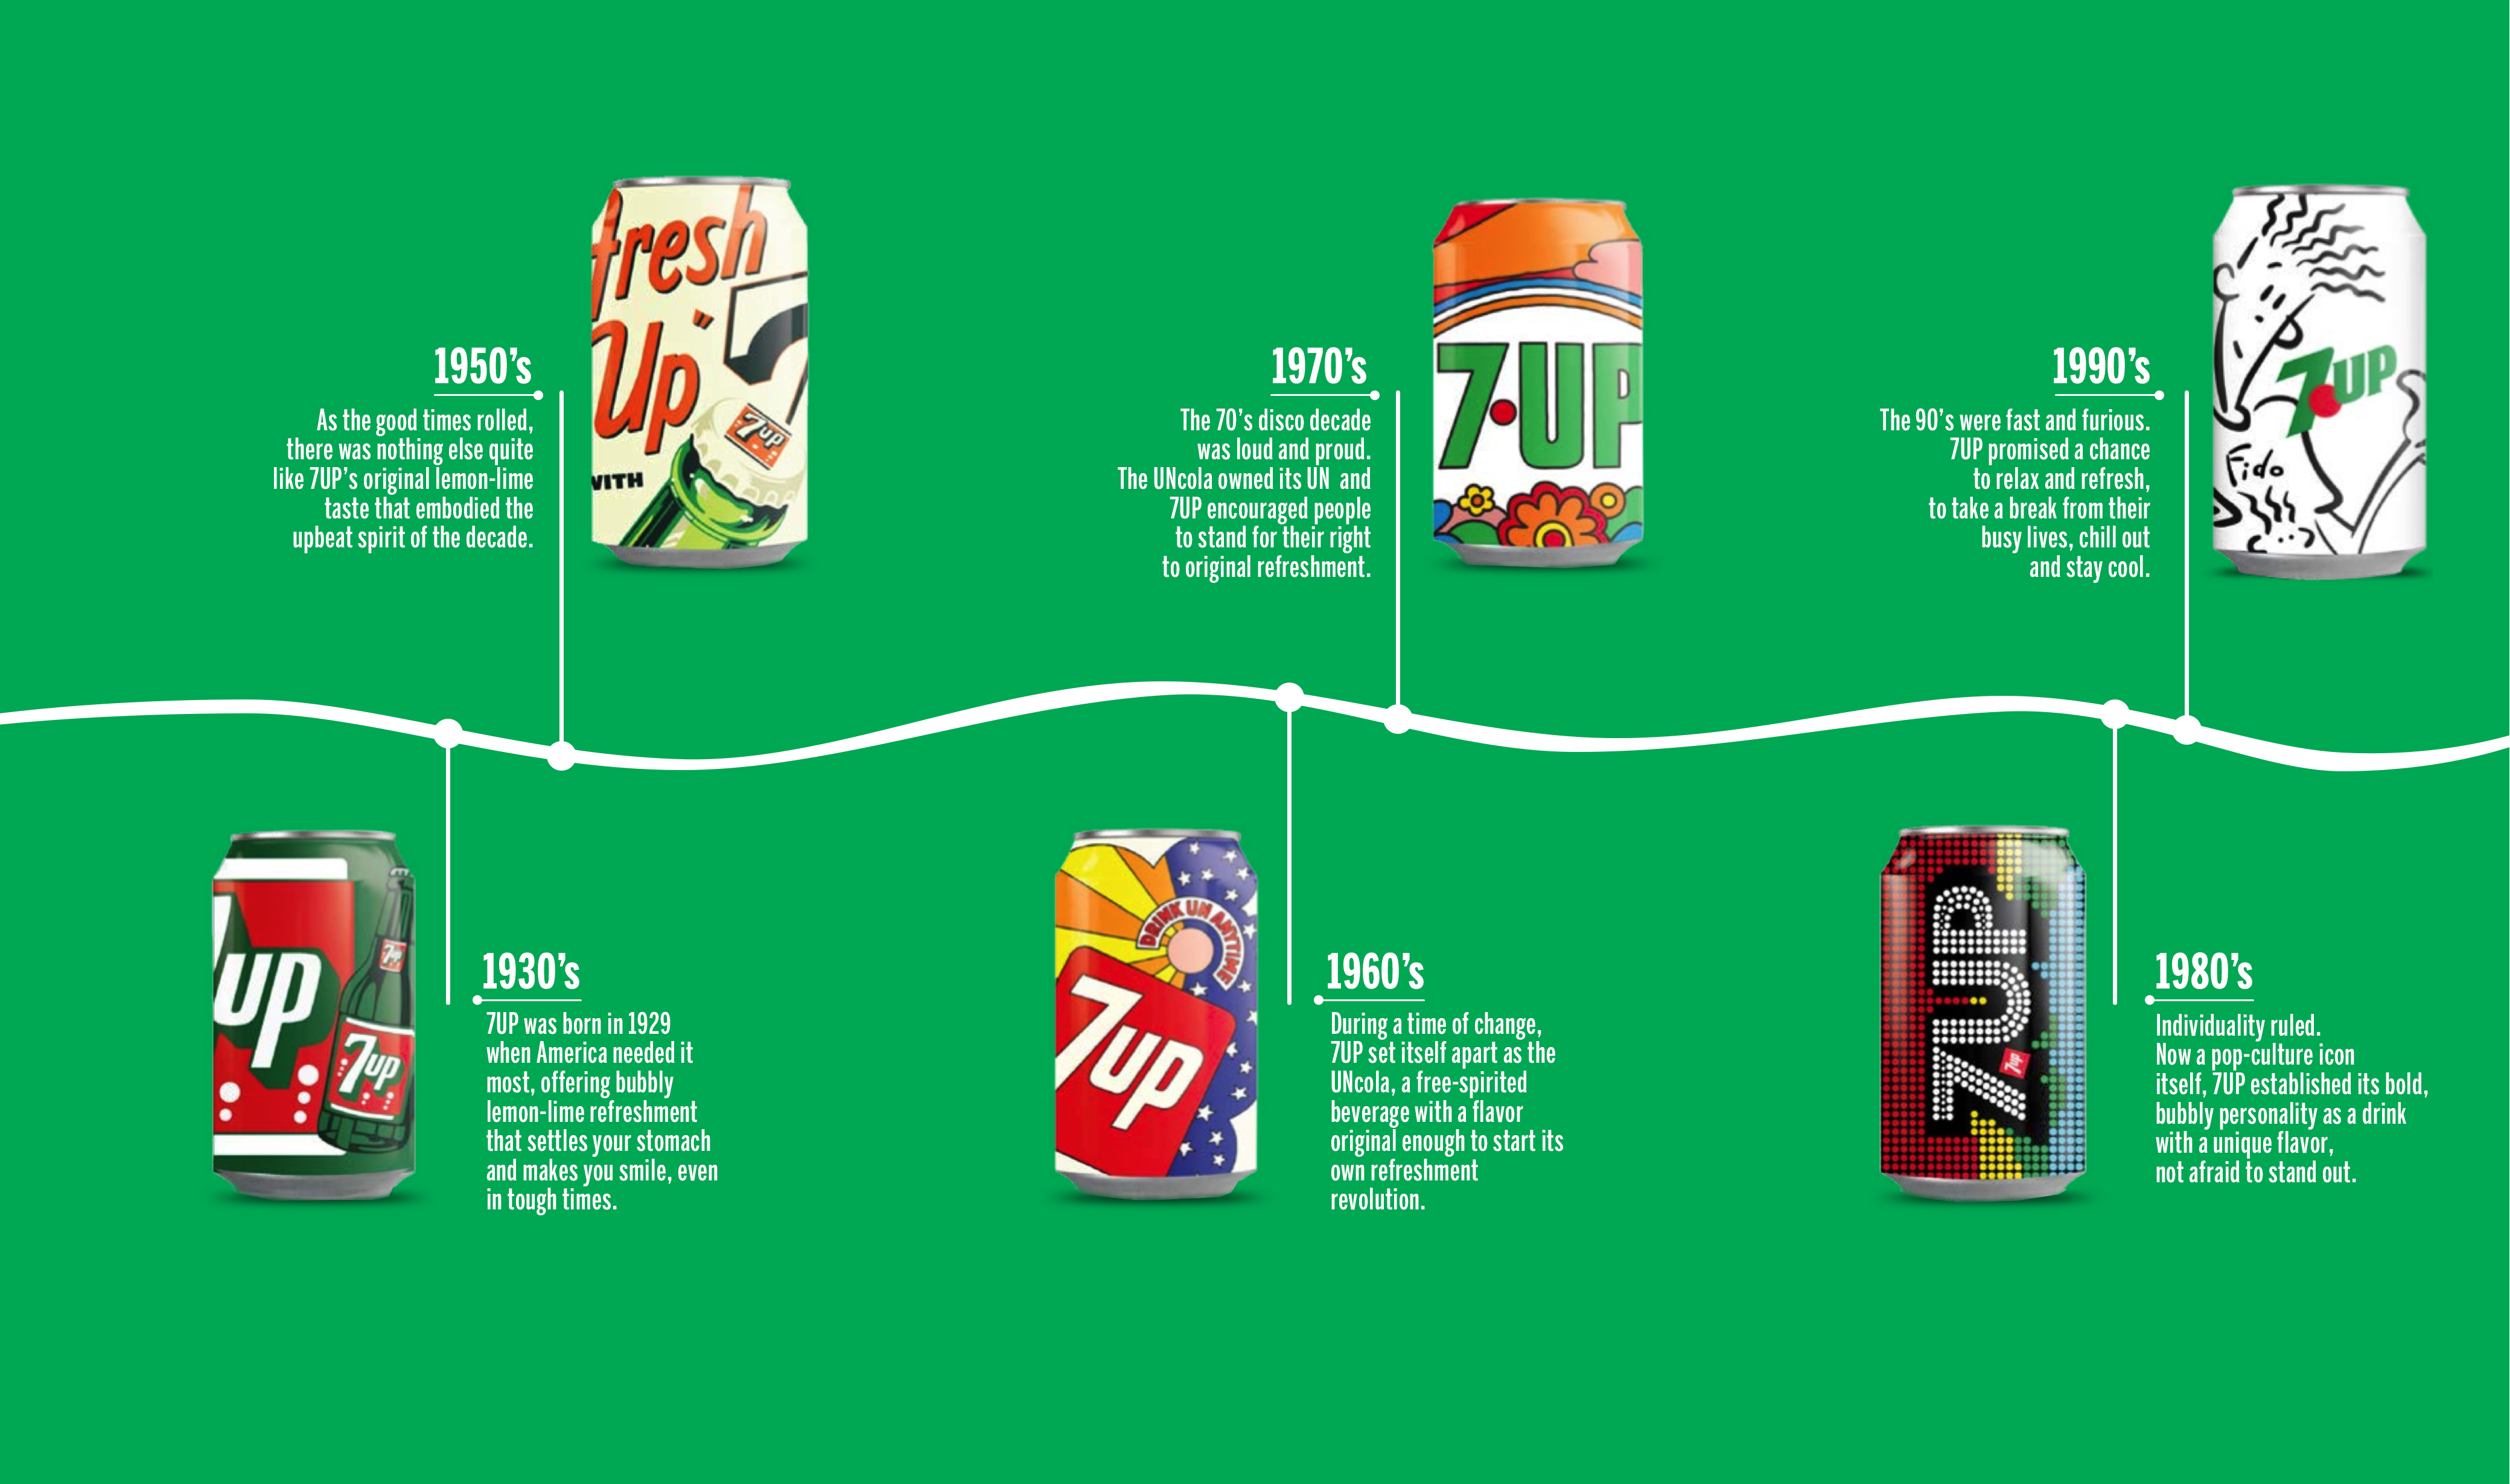 fresh
Up"
7up
WITH
1950's
As the good times rolled,
there was nothing else quite
like 7UP's original lemon-lime
taste that embodied the
upbeat spirit of the decade.
1970's
The 70's disco decade
was loud and proud.
The UNcola owned its UN and
7UP encouraged people
to stand for their right
to original refreshment.
7UP
1990's
The 90's were fast and furious.
7UP promised a chance
to relax and refresh,
to take a break from their
busy lives, chill out
and stay cool.
7UP
Fido
up
7up
7up
1930's
7UP was born in 1929
when America needed it
most, offering bubbly
lemon-lime refreshment
that settles your stomach
and makes you smile, even
in tough times.
DRINK UN ANYTIME
7up
1960's
During a time of change,
7UP set itself apart as the
UNcola, a free-spirited
beverage with a flavor
original enough to start its
own refreshment
revolution.
7UP
7up
1980's
Individuality ruled.
Now a pop-culture icon
itself, 7UP established its bold,
bubbly personality as a drink
with a unique flavor,
not afraid to stand out.